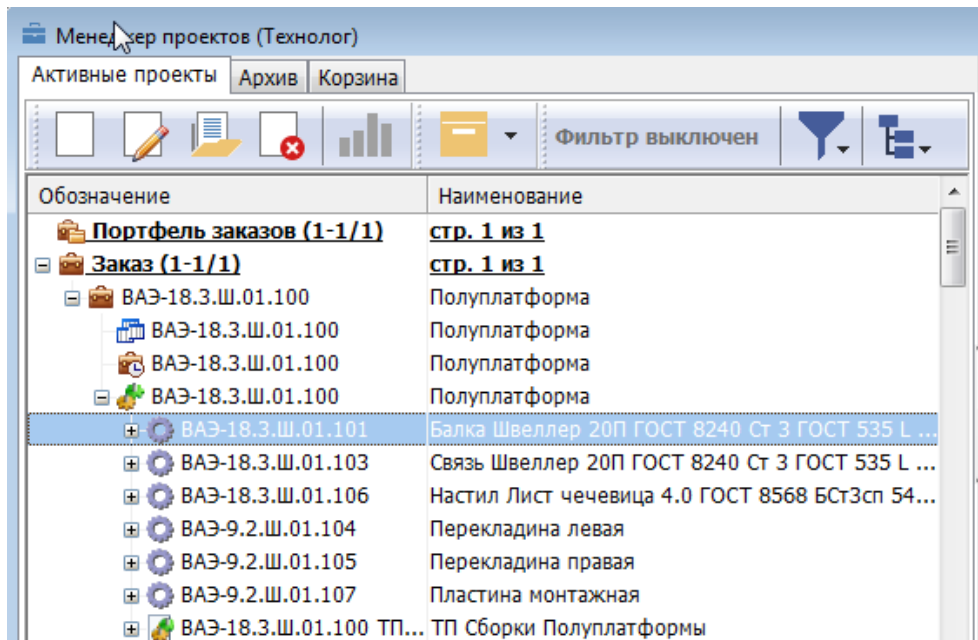 Менеджер проектов (Технолог)
Активные проекты Архив Корзина
Фильтр выключен
Обозначение Наименование
Портфель заказов (1-1/1) стр. 1 из 1
Заказ (1-1/1) стр. 1 из 1
ВАЭ-18.3.Ш.01.100 Полуплатформа
ВАЭ-18.3.Ш.01.100 Полуплатформа
ВАЭ-18.3.Ш.01.100 Полуплатформа
ВАЭ-18.3.Ш.01.100 Полуплатформа
ВАЭ-18.3.Ш.01.101 Балка Швеллер 20П ГОСТ 8240 Ст 3 ГОСТ 535 L ...
ВАЭ-18.3.Ш.01.103 Связь Швеллер 20П ГОСТ 8240 Ст 3 ГОСТ 535 L ...
ВАЭ-18.3.Ш.01.106 Настил Лист чечевица 4.0 ГОСТ 8568 БСт3сп 54...
ВАЭ-9.2.Ш.01.104 Перекладина левая
ВАЭ-9.2.Ш.01.105 Перекладина правая
ВАЭ-9.2.Ш.01.107 Пластина монтажная
ВАЭ-18.3.Ш.01.100 ТП... ТП Сборки Полуплатформы